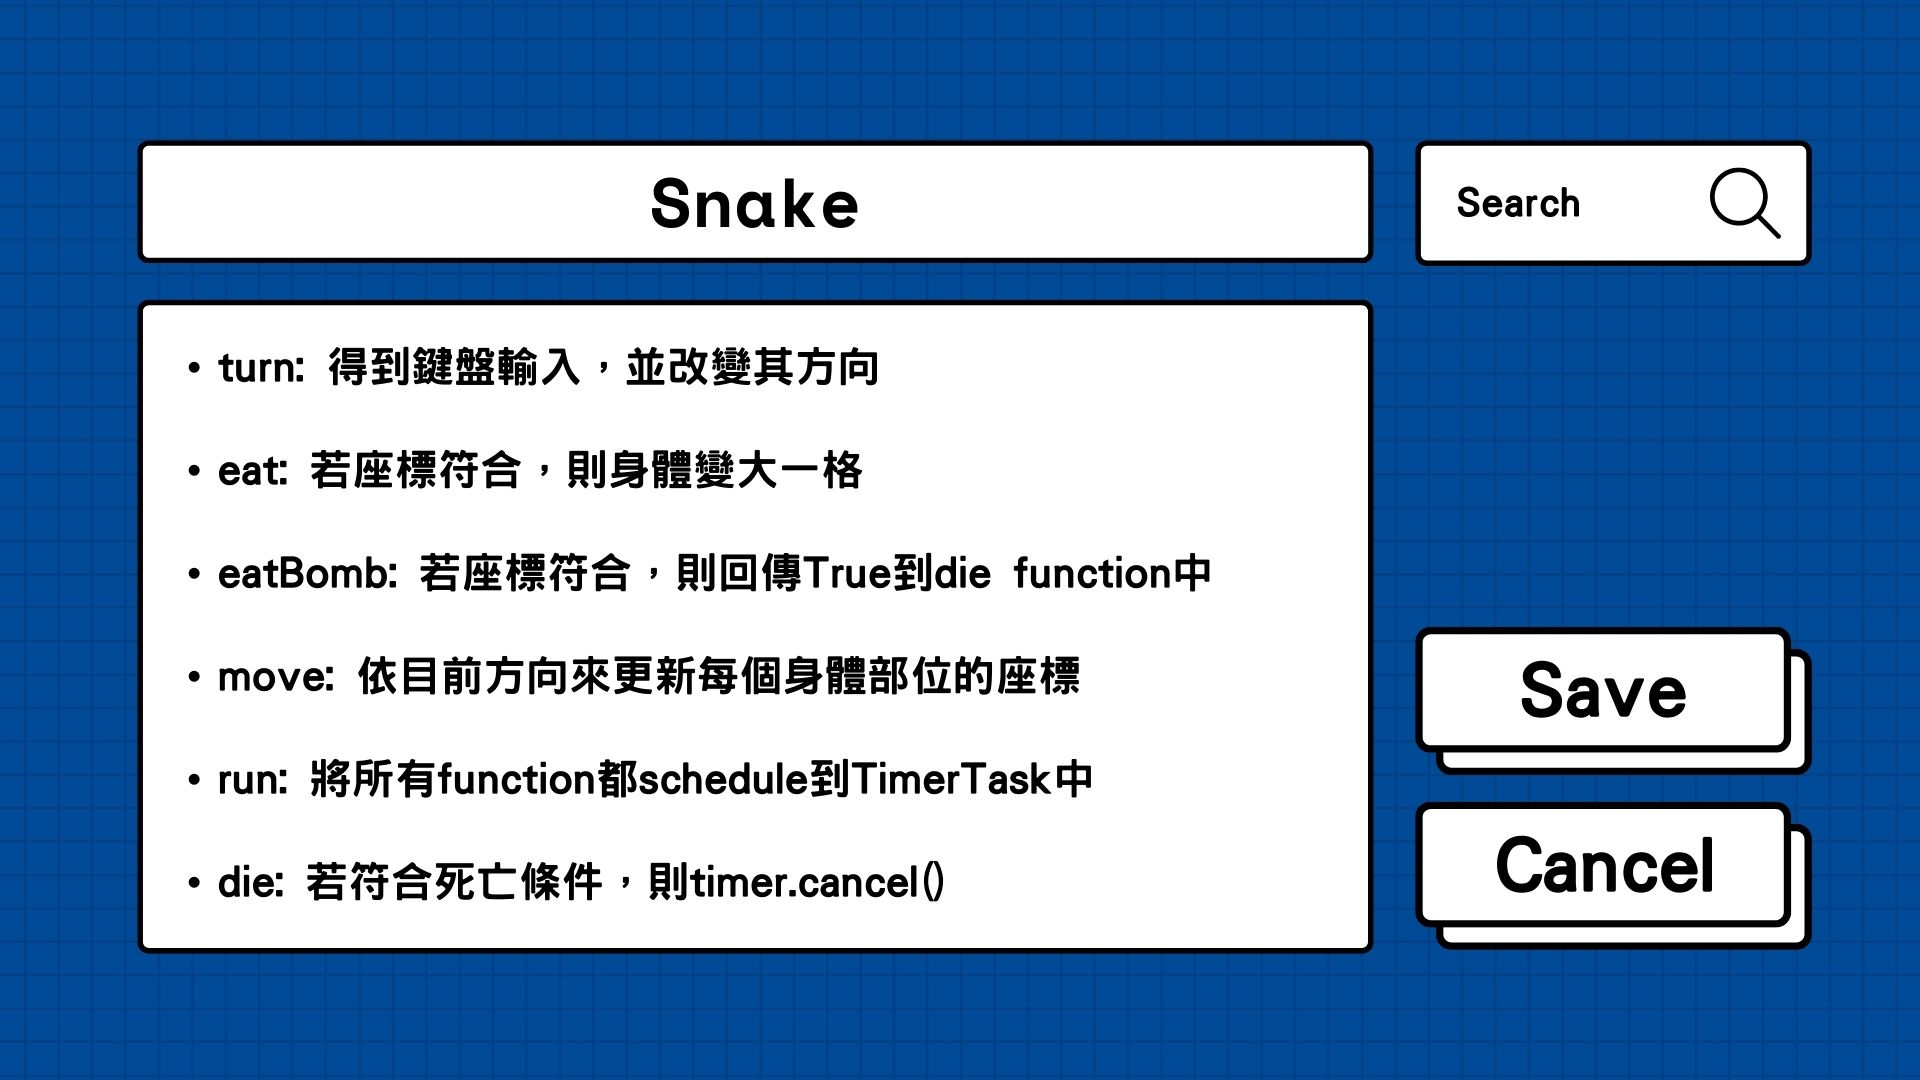 Snake
Search
• turn: 得到鍵盤輸入，並改變其方向
• eat: 若座標符合，則身體變大一格
• eatBomb: 若座標符合，則回傳True到die function中
• move: 依目前方向來更新每個身體部位的座標
• run: 將所有function都schedule到TimerTask中
• die: 若符合死亡條件，則timer.cancel()
Save
Cancel